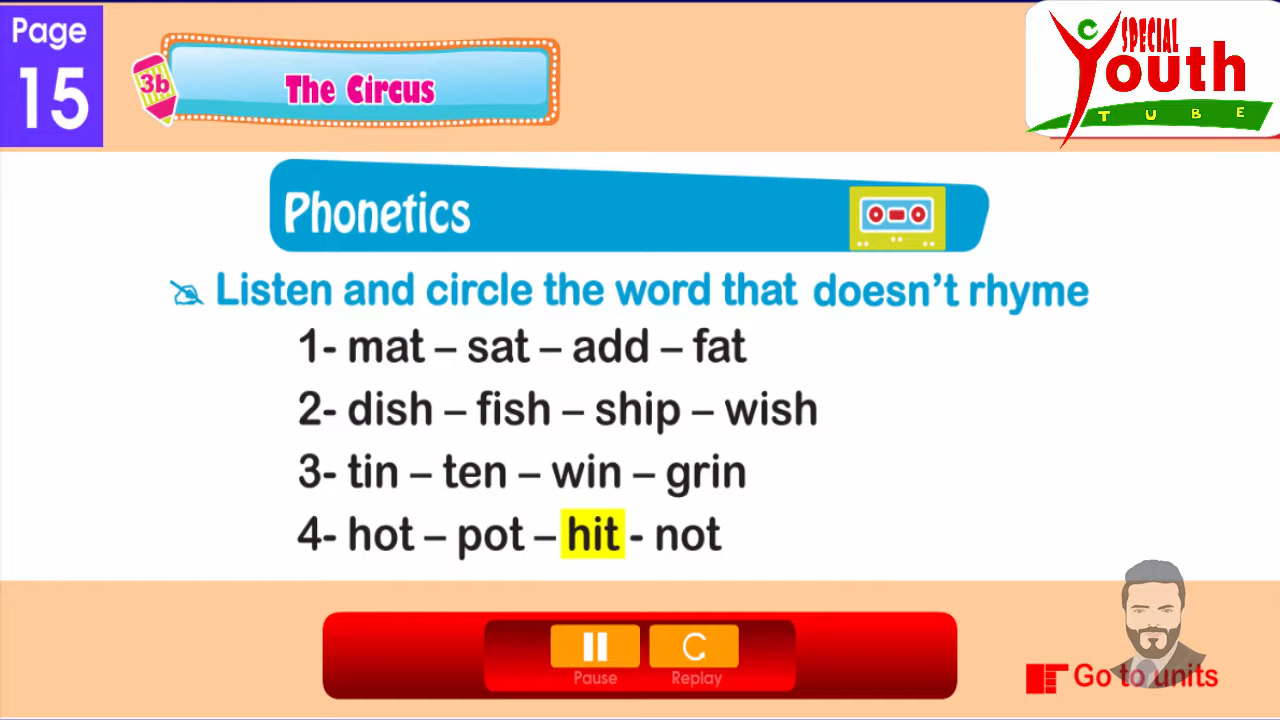 Page
15
3b
The Circus
SPECIAL
Youth
TUBE
C
Phonetics
Listen and circle the word that doesn't rhyme
1- mat – sat – add – fat
2- dish – fish – ship – wish
3- tin – ten – win – grin
4- hot – pot – hit - not
Pause
Replay
Go to units